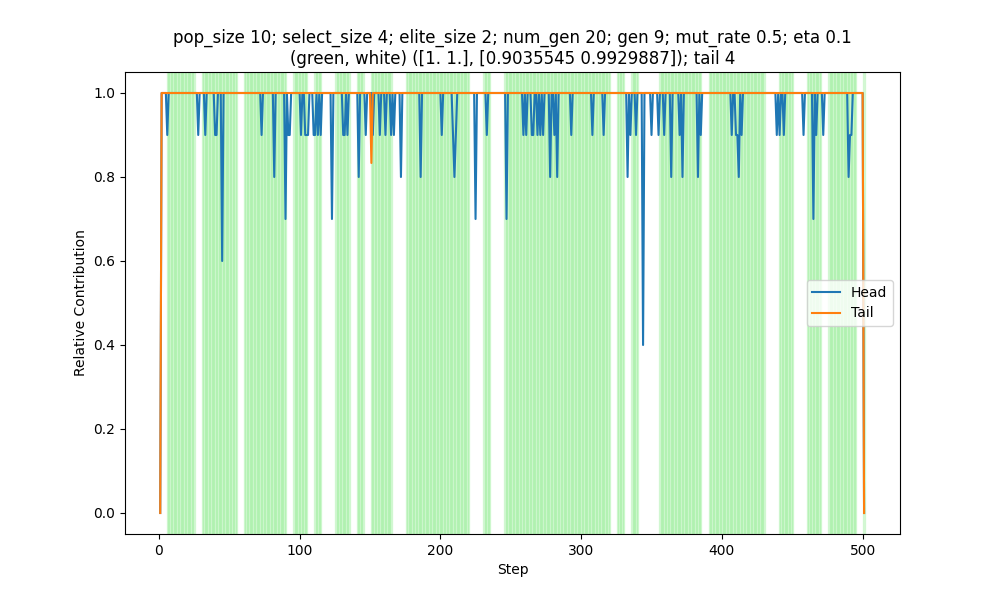 pop_size 10; select_size 4; elite_size 2; num_gen 20; gen 9; mut_rate 0.5; eta 0.1
(green, white) ([1. 1.], [0.9035545 0.9929887]); tail 4
1.0
0.8
0.6
0.4
0.2
0.0
Relative Contribution
Head
Tail
0
100
200
300
400
500
Step